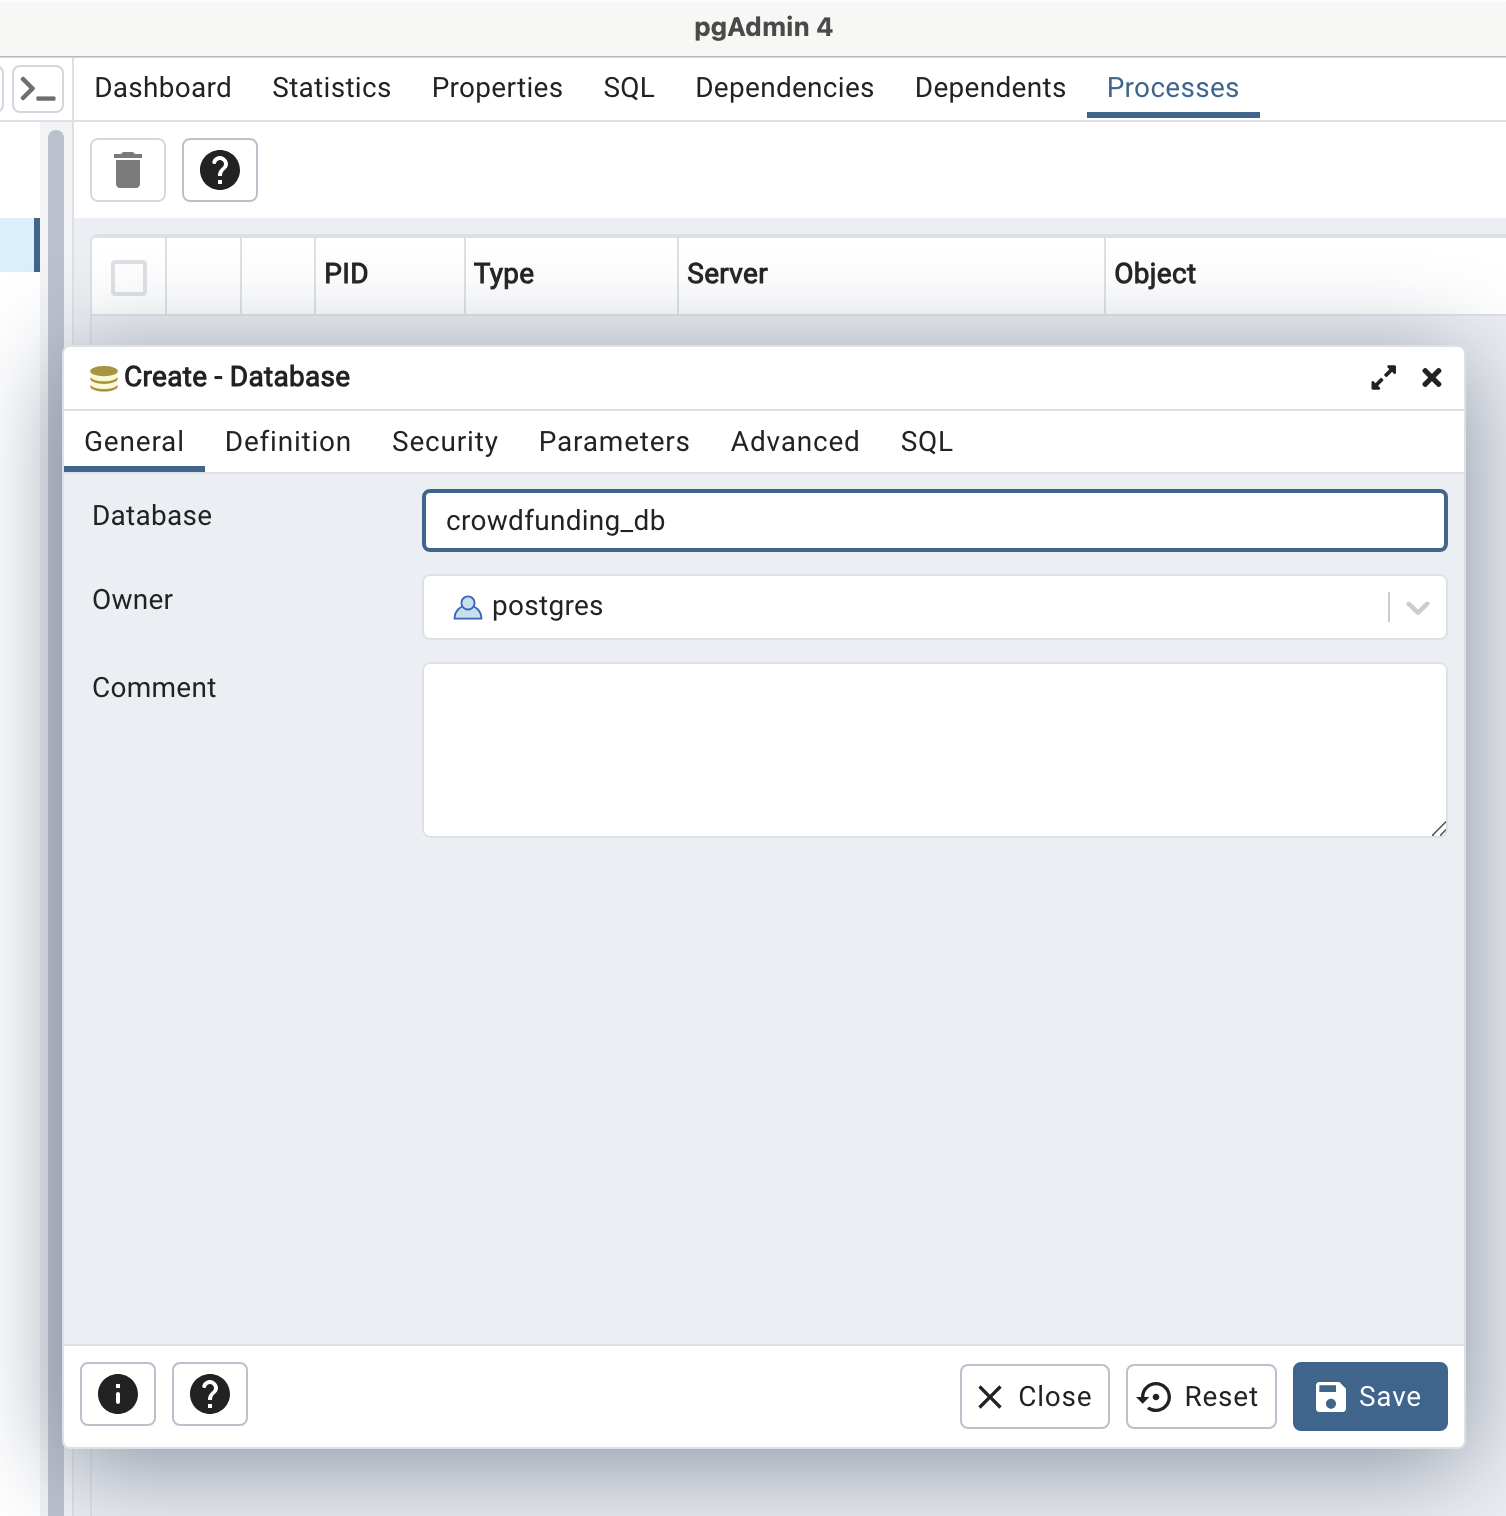 pgAdmin 4
Dashboard Statistics Properties SQL Dependencies Dependents Processes
PID Type Server Object
Create - Database
General Definition Security Parameters Advanced SQL
Database crowdfunding_db
Owner postgres
Comment
Close Reset Save